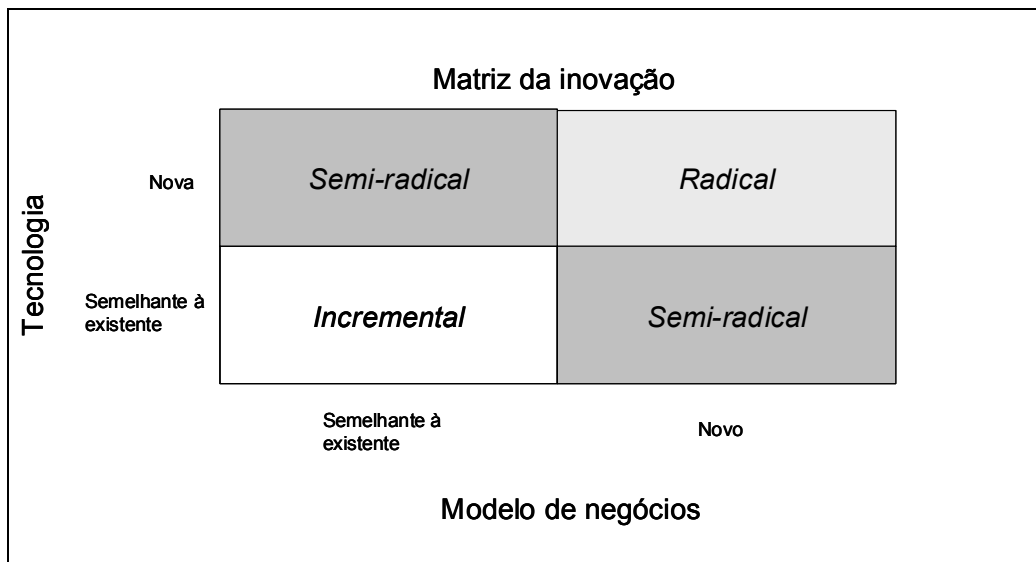 Matriz da inovação
Nova
Semi-radical
Radical
Tecnologia
Semelhante à
existente
Incremental
Semi-radical
Semelhante à
existente
Novo
Modelo de negócios